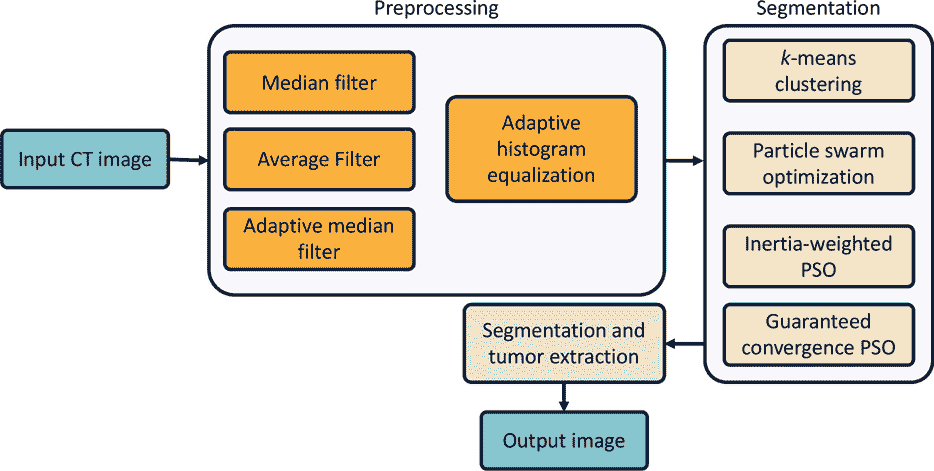 Preprocessing
Segmentation
Input CT image
Median filter
Average Filter
Adaptive median
filter
Adaptive
histogram
equalization
k-means
clustering
Particle swarm
optimization
Inertia-weighted
PSO
Guaranteed
convergence PSO
Segmentation and
tumor extraction
Output image